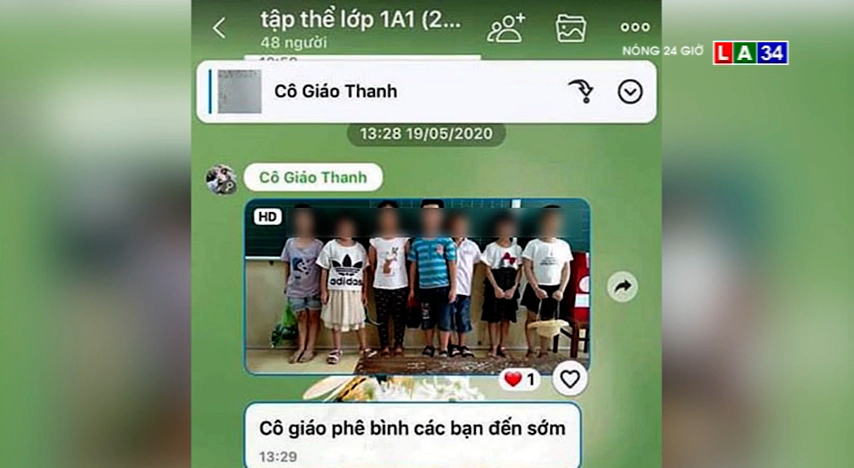 tập thể lớp 1A1 (2...
48 người
NÓNG 24 GIỜ LA34
Cô Giáo Thanh
13:28 19/05/2020
Cô Giáo Thanh
HD
adidas
1
Cô giáo phê bình các bạn đến sớm
13:29